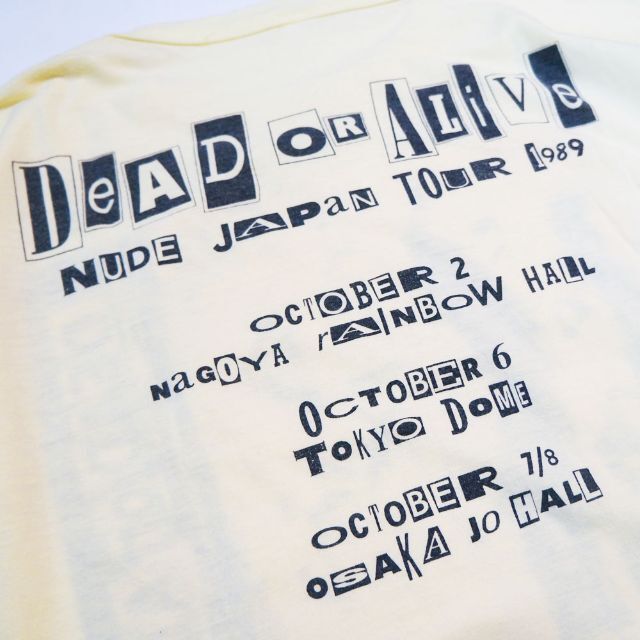 DeAD OR ALiVe
NUDE JAPAN TOUR 1989
OCTOBER 2
NaGOYA rAINBOW HALL
OCTOBER 6
TOKYO DOME
OCTOBER 7/8
OSAKA JO HALL